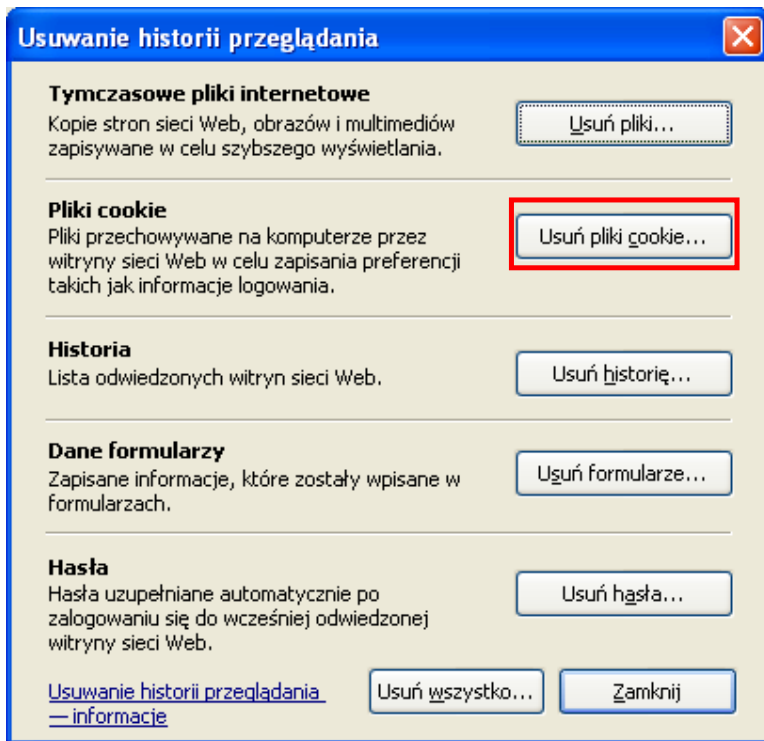 Usuwanie historii przeglądania
Tymczasowe pliki internetowe
Kopie stron sieci Web, obrazów i multimediów
zapisywane w celu szybszego wyświetlania.
Usuń pliki...
Pliki cookie
Pliki przechowywane na komputerze przez
witryny sieci Web w celu zapisania preferencji
takich jak informacje logowania.
Usuń pliki cookie...
Historia
Lista odwiedzonych witryn sieci Web.
Usuń historię...
Dane formularzy
Zapisane informacje, które zostały wpisane w
formularzach.
Usuń formularze...
Hasła
Hasła uzupełniane automatycznie po
zalogowaniu się do wcześniej odwiedzonej
witryny sieci Web.
Usuń hasła...
Usuwanie historii przeglądania
— informacje
Usuń wszystko...
Zamknij